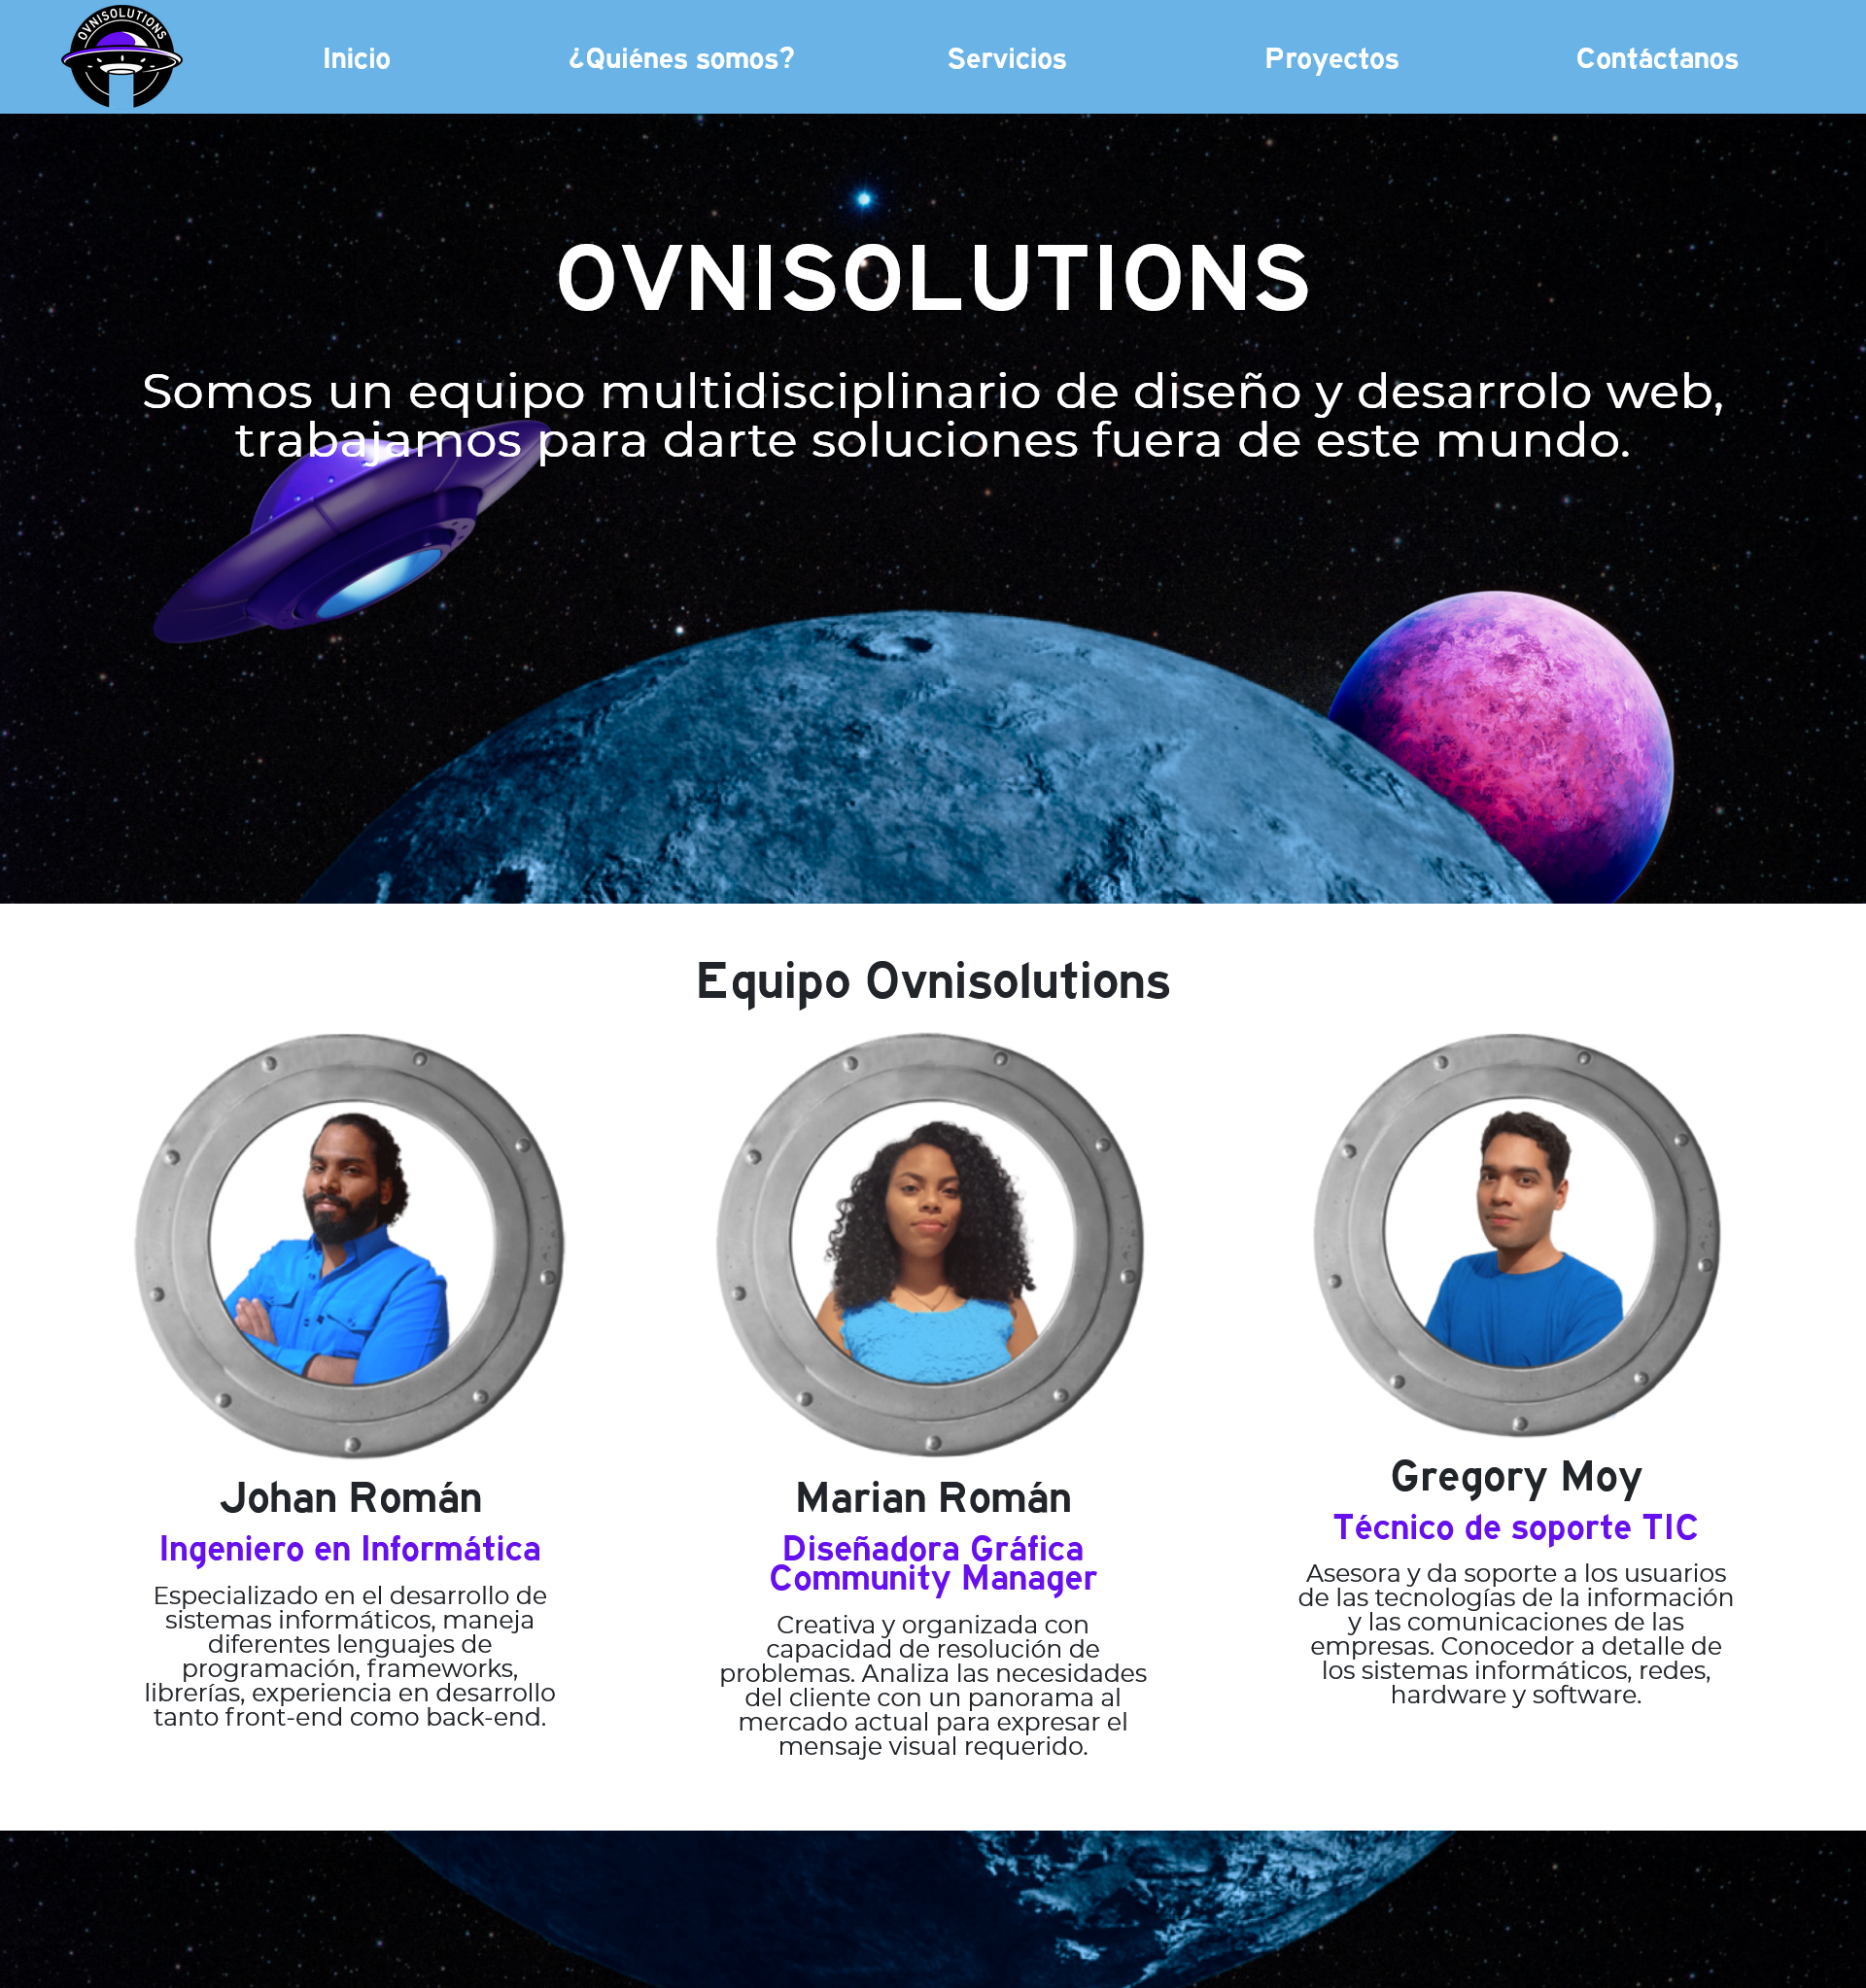 OVNISOLUTIONS
Inicio
¿Quiénes somos?
Servicios
Proyectos
Contáctanos
OVNISOLUTIONS
Somos un equipo multidisciplinario de diseño y desarrolo web,
trabajamos para darte soluciones fuera de este mundo.
Equipo Ovnisolutions
Johan Román
Ingeniero en Informática
Especializado en el desarrollo de
sistemas informáticos, maneja
diferentes lenguajes de
programación, frameworks,
librerías, experiencia en desarrollo
tanto front-end como back-end.
Marian Román
Diseñadora Gráfica
Community Manager
Creativa y organizada con
capacidad de resolución de
problemas. Analiza las necesidades
del cliente con un panorama al
mercado actual para expresar el
mensaje visual requerido.
Gregory Moy
Técnico de soporte TIC
Asesora y da soporte a los usuarios
de las tecnologías de la información
y las comunicaciones de las
empresas. Conocedor a detalle de
los sistemas informáticos, redes,
hardware y software.